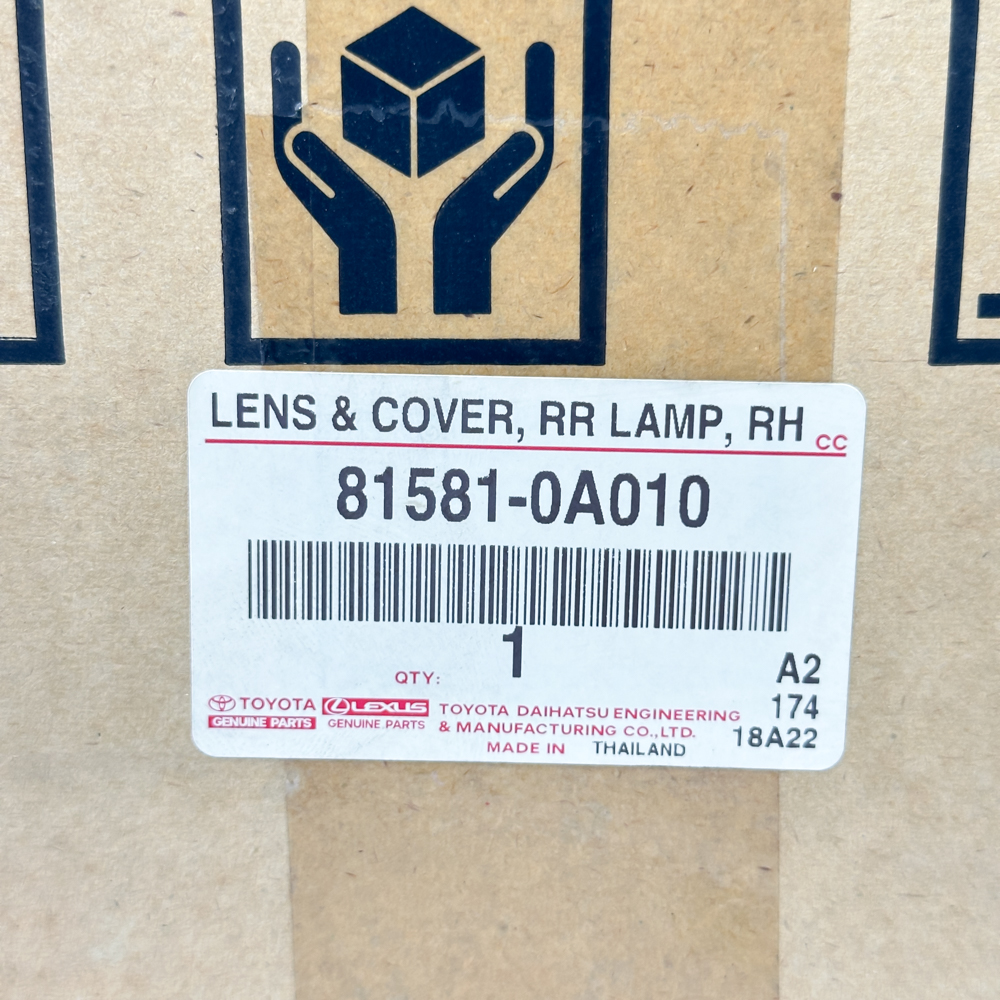 LENS & COVER, RR LAMP, RH CC
81581-0A010
1
QTY:
A2
174
18A22
TOYOTA
GENUINE PARTS
LEXUS
GENUINE PARTS
TOYOTA DAIHATSU ENGINEERING
& MANUFACTURING CO.,LTD.
MADE IN THAILAND